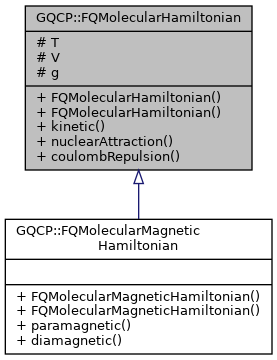 GQCP::FQMolecularHamiltonian
# T
# V
# g
+ FQMolecularHamiltonian()
+ FQMolecularHamiltonian()
+ kinetic()
+ nuclearAttraction()
+ coulombRepulsion()
GQCP::FQMolecularMagnetic
Hamiltonian
+ FQMolecularMagneticHamiltonian()
+ FQMolecularMagneticHamiltonian()
+ paramagnetic()
+ diamagnetic()